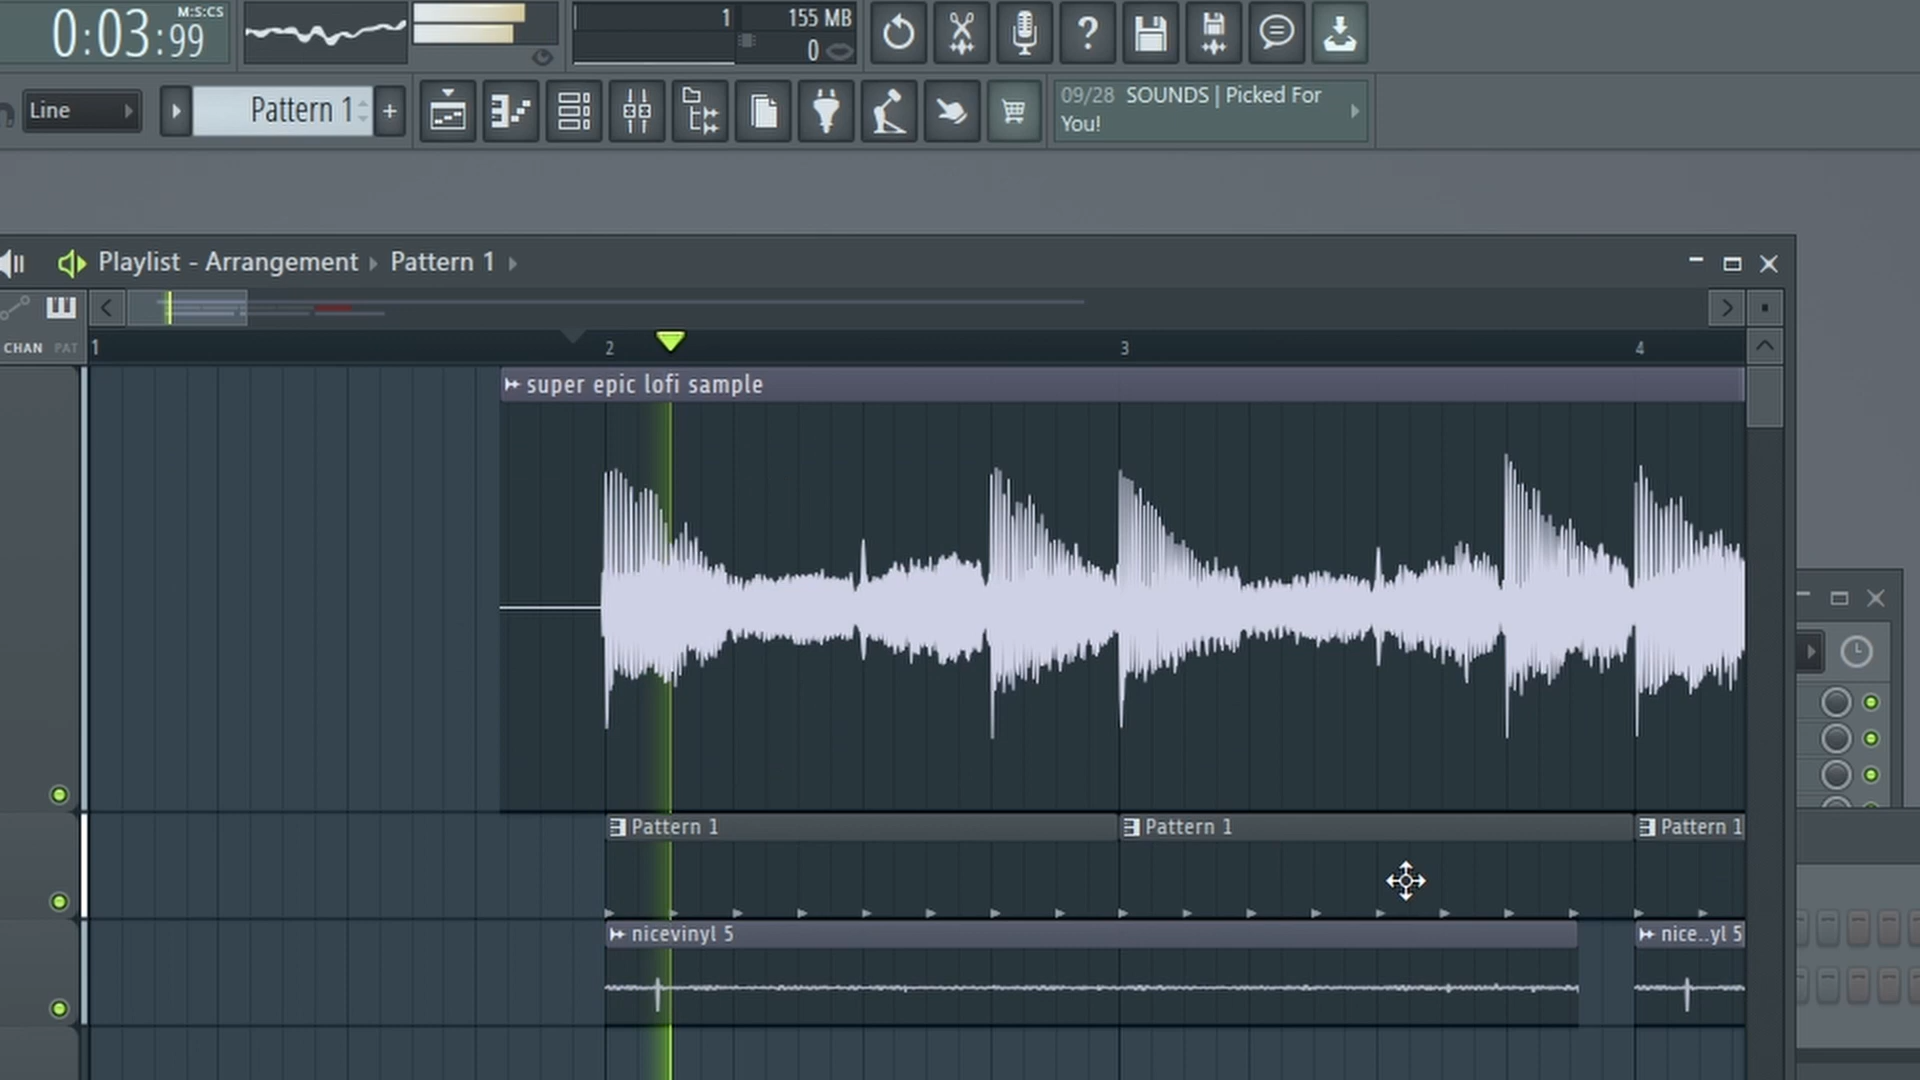 0:03:99
M:S:CS
1
155 MB
0
Line
Pattern 1
+
?
09/28 SOUNDS | Picked For
You!
Playlist - Arrangement
Pattern 1
CHAN
PAT
1
2
3
4
super epic lofi sample
Pattern 1
Pattern 1
Pattern 1
nicevinyl 5
nice..yl 5